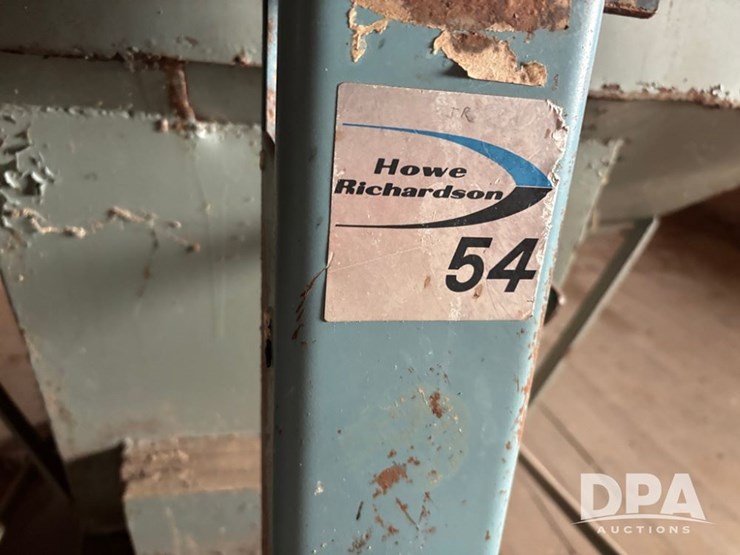 Howe
Richardson
54
DPA
AUCTIONS